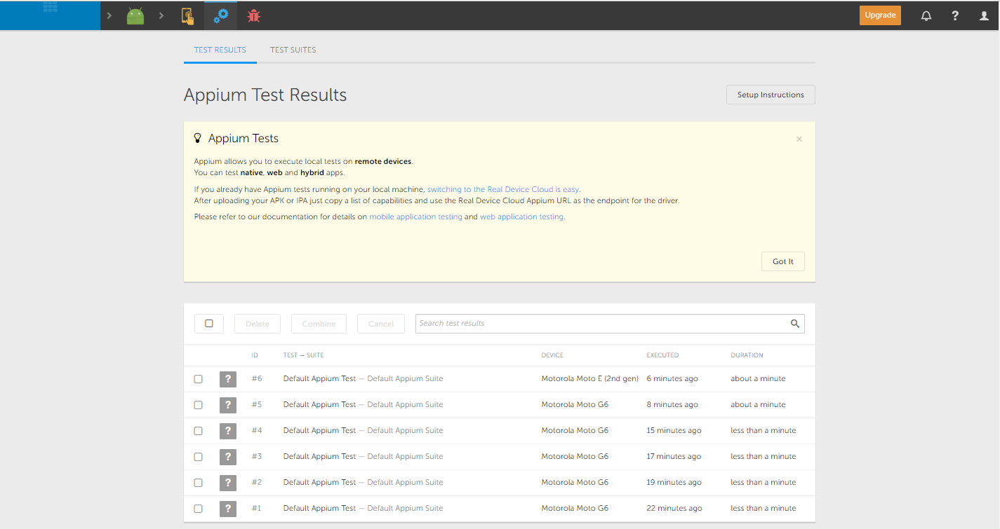 Upgrade
?
TEST RESULTS TEST SUITES
Appium Test Results
Setup Instructions
Appium Tests
×
Appium allows you to execute local tests on remote devices.
You can test native, web and hybrid apps.
If you already have Appium tests running on your local machine, switching to the Real Device Cloud is easy.
After uploading your APK or IPA just copy a list of capabilities and use the Real Device Cloud Appium URL as the endpoint for the driver.
Please refer to our documentation for details on mobile application testing and web application testing.
Got It
Delete Combine Cancel Search test results
ID TEST — SUITE DEVICE EXECUTED DURATION
? #6 Default Appium Test — Default Appium Suite Motorola Moto E (2nd gen) 6 minutes ago about a minute
? #5 Default Appium Test — Default Appium Suite Motorola Moto G6 8 minutes ago about a minute
? #4 Default Appium Test — Default Appium Suite Motorola Moto G6 15 minutes ago less than a minute
? #3 Default Appium Test — Default Appium Suite Motorola Moto G6 17 minutes ago less than a minute
? #2 Default Appium Test — Default Appium Suite Motorola Moto G6 19 minutes ago less than a minute
? #1 Default Appium Test — Default Appium Suite Motorola Moto G6 22 minutes ago less than a minute